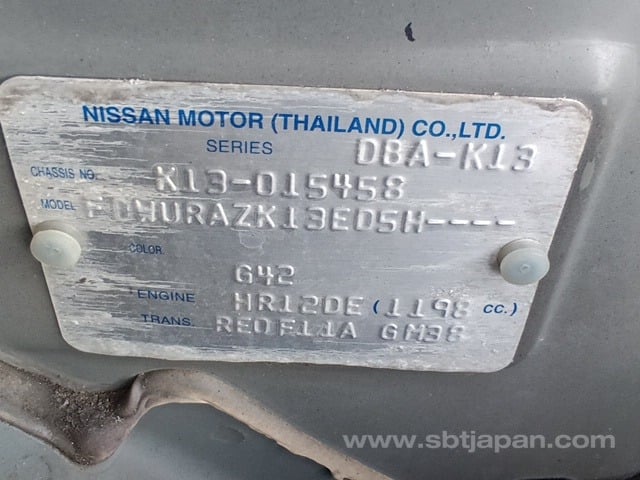 NISSAN MOTOR (THAILAND) CO.,LTD.
SERIES DBA-K13
CHASSIS NO. K13-015458
MODEL
COLOR
G42
ENGINE HR12DE (1198 cc.)
TRANS. RE0F11A GM38
www.sbtjapan.com